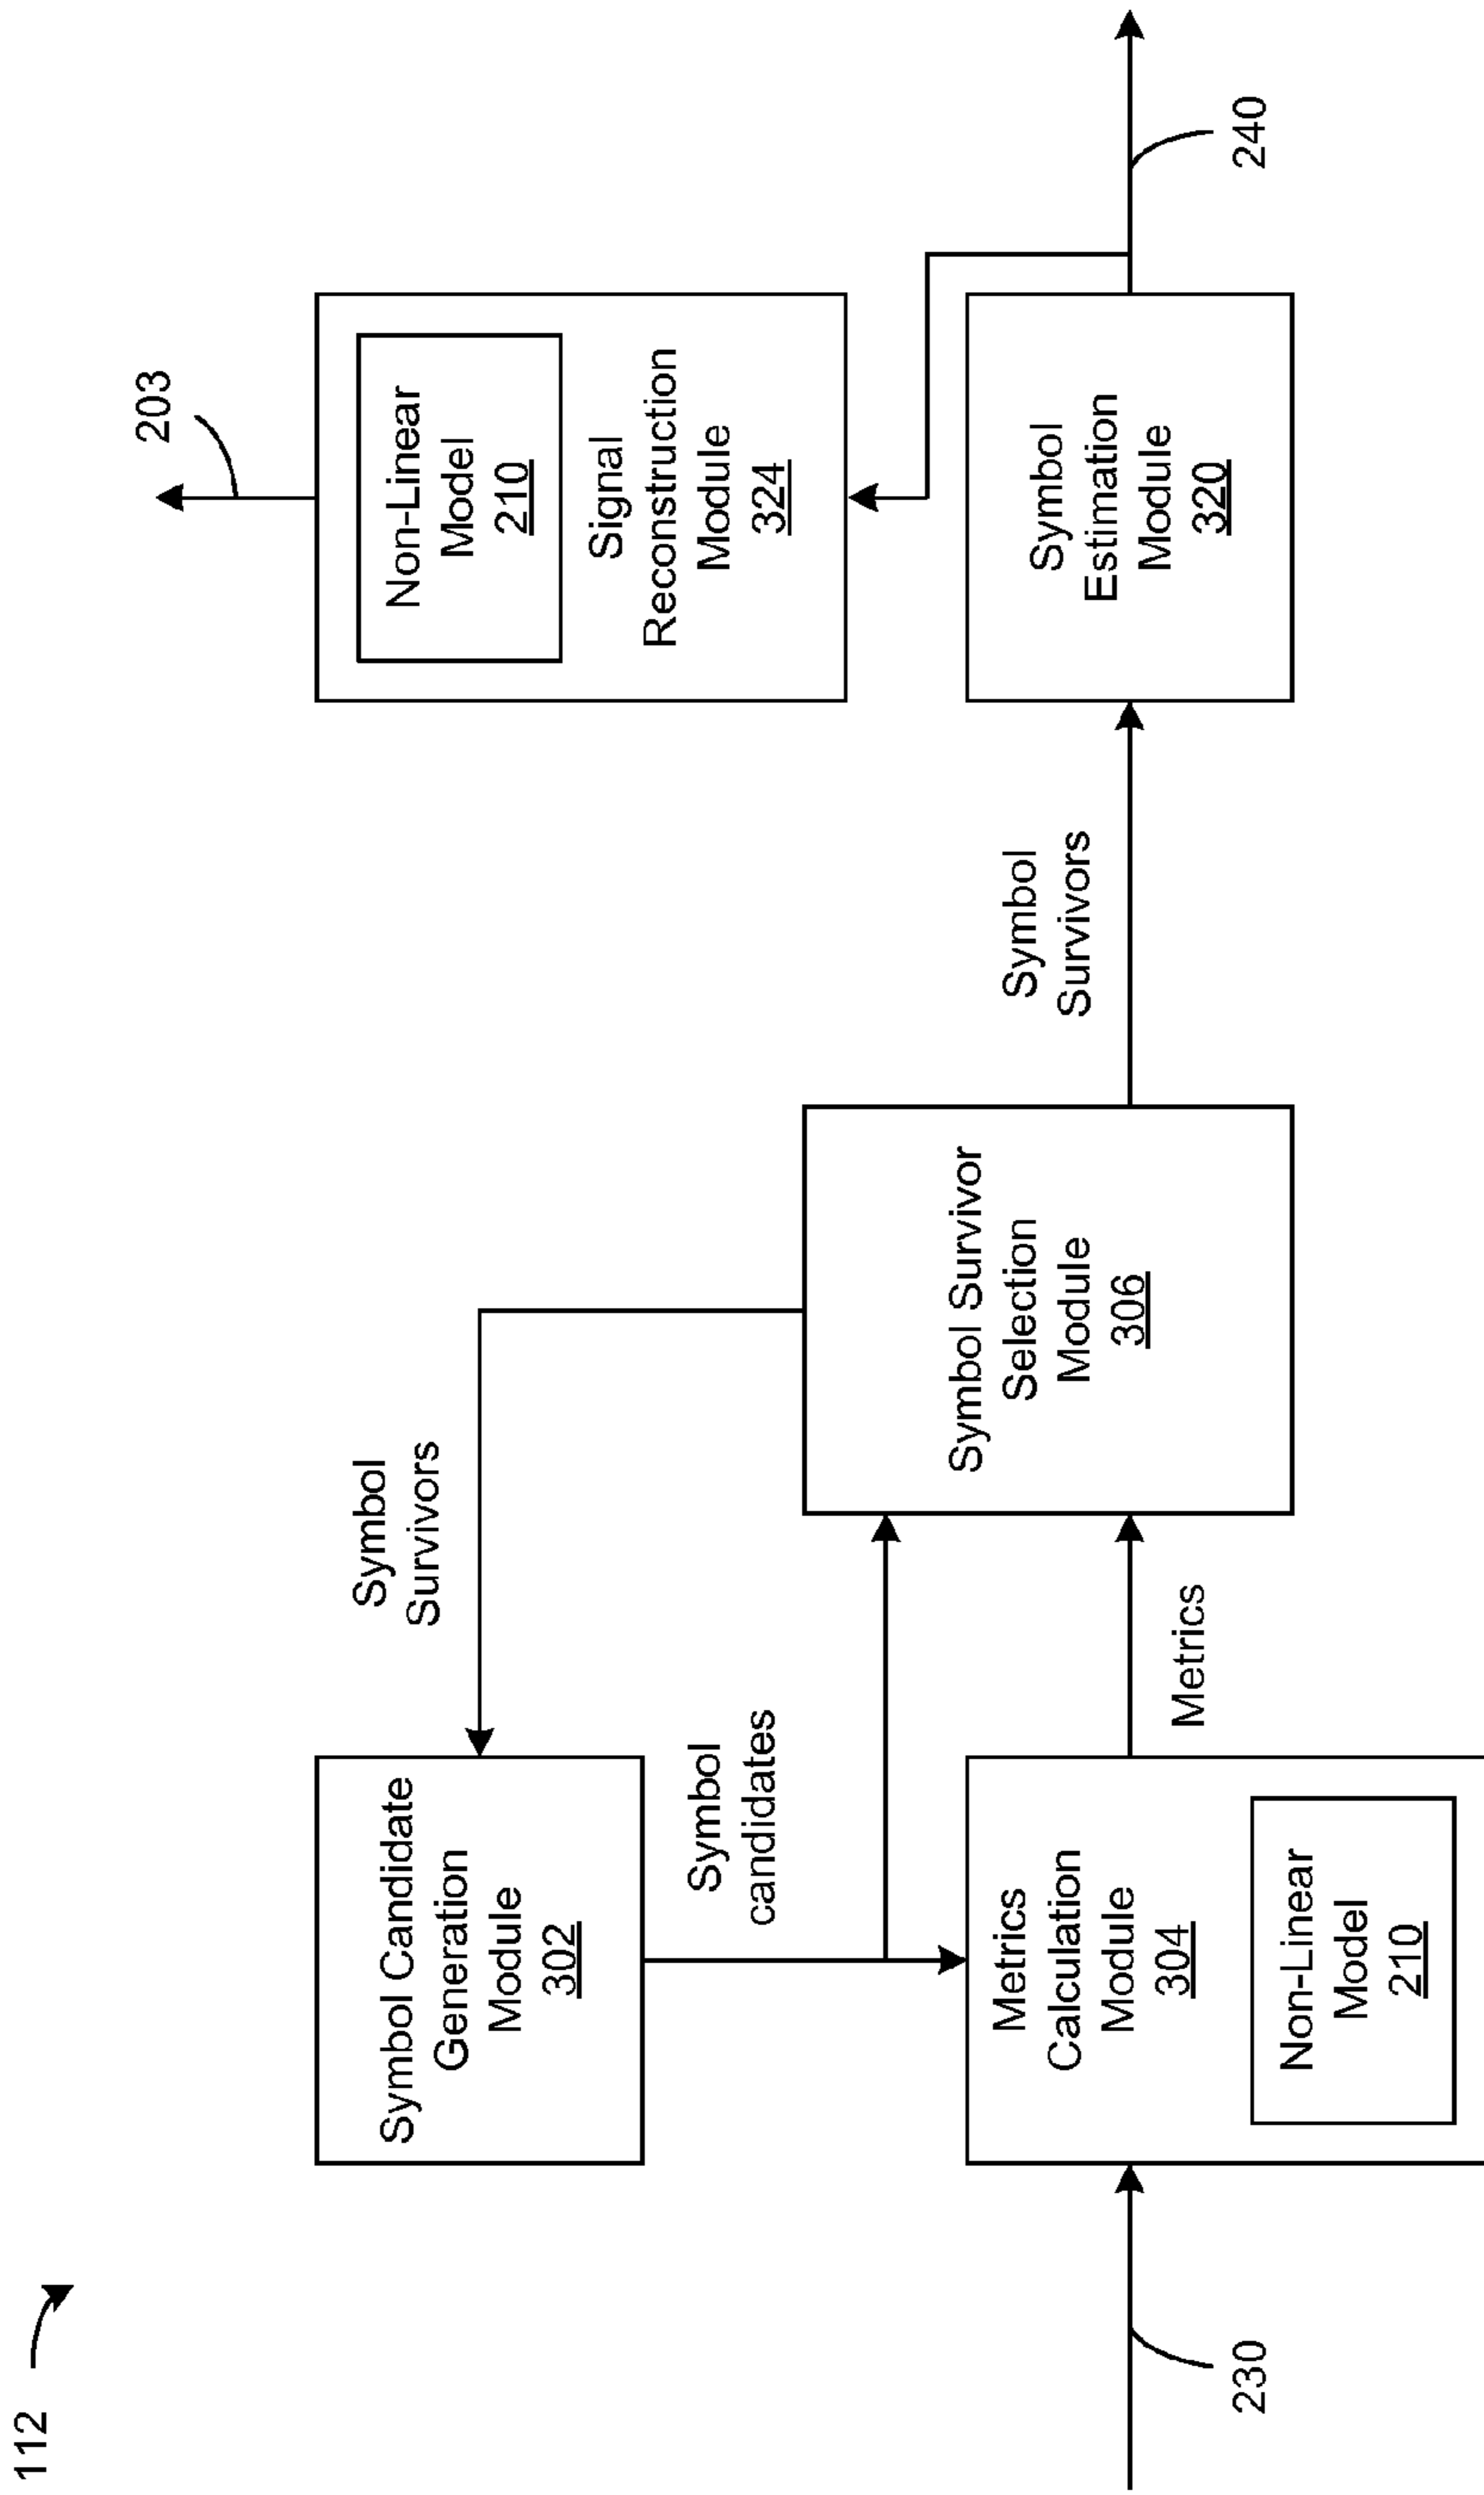 112
203
Symbol Candidate
Generation
Module
302
Symbol
Survivors
Non-Linear
Model
210
Signal
Reconstruction
Module
324
Symbol
candidates
Symbol Survivor
Selection
Module
306
Symbol
Survivors
Metrics
Calculation
Module
304
Non-Linear
Model
210
Metrics
Symbol
Estimation
Module
320
230
240